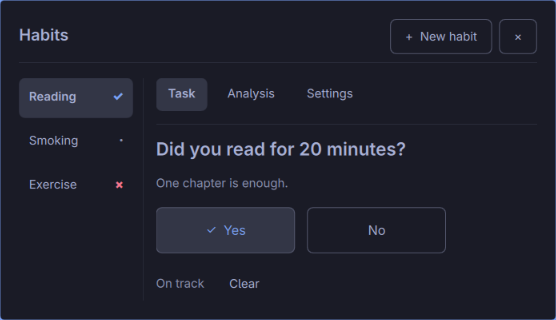 Habits
+ New habit
×
Reading ✓
Smoking •
Exercise ×
Task Analysis Settings
Did you read for 20 minutes?
One chapter is enough.
✓ Yes
No
On track Clear